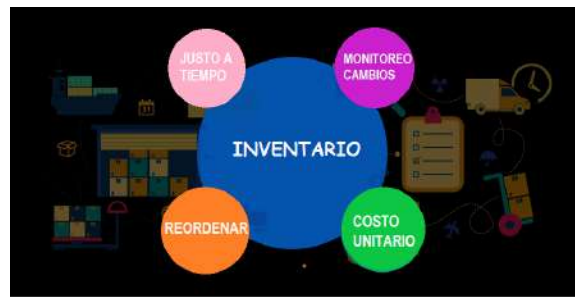 JUSTO A
TIEMPO
MONITOREO
CAMBIOS
INVENTARIO
REORDENAR
COSTO
UNITARIO